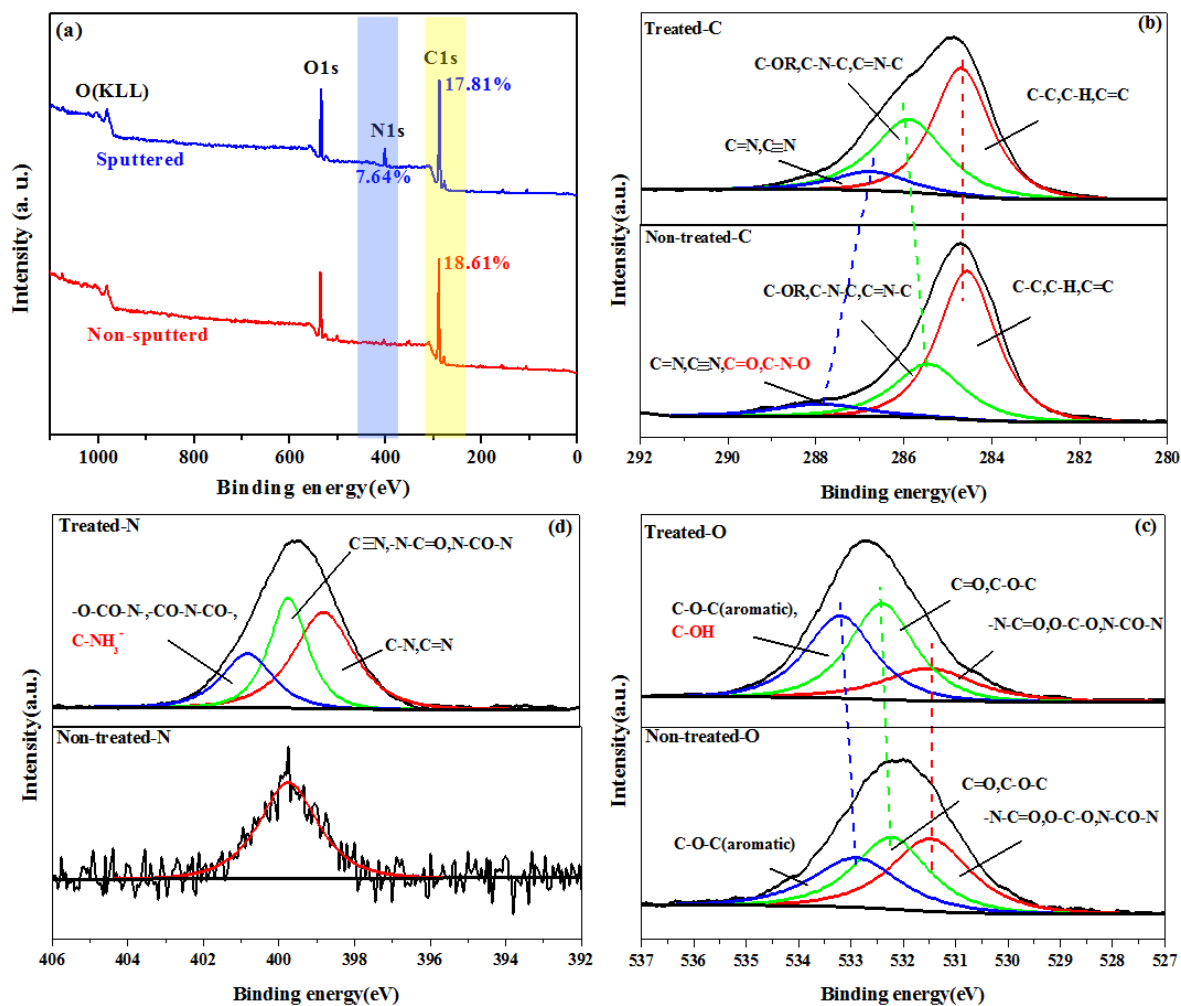 (a)
O(KLL)
O1s
N1s
C1s
17.81%
Sputtered
7.64%
18.61%
Non-sputterd
Intensity (a. u.)
1000 800 600 400 200 0
Binding energy(eV)
(b)
Treated-C
C-OR,C-N-C,C=N-C
C=N,C≡N
C-C,C-H,C=C
Non-treated-C
C-OR,C-N-C,C=N-C
C-C,C-H,C=C
C=N,C≡N,C=O,C-N-O
Intensity(a.u.)
292 290 288 286 284 282 280
Binding energy(eV)
(d)
Treated-N
C≡N,-N-C=O,N-CO-N
-O-CO-N-,-CO-N-CO-,
C-NH₃⁺
C-N,C=N
Non-treated-N
Intensity(a.u.)
406 404 402 400 398 396 394 392
Binding energy(eV)
(c)
Treated-O
C=O,C-O-C
C-O-C(aromatic),
C-OH
-N-C=O,O-C-O,N-CO-N
Non-treated-O
C=O,C-O-C
-N-C=O,O-C-O,N-CO-N
C-O-C(aromatic)
Intensity(a.u.)
537 536 535 534 533 532 531 530 529 528 527
Binding energy(eV)